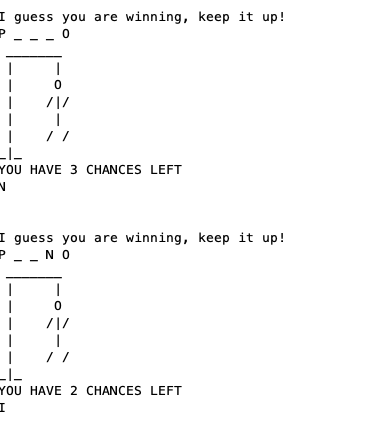 I guess you are winning, keep it up!
P _ _ _ O
 _______
 |     |
 |     O
 |    /|/
 |     |
 |    / /
_|_
YOU HAVE 3 CHANCES LEFT
N
I guess you are winning, keep it up!
P _ _ N O
 _______
 |     |
 |     O
 |    /|/
 |     |
 |    / /
_|_
YOU HAVE 2 CHANCES LEFT
I